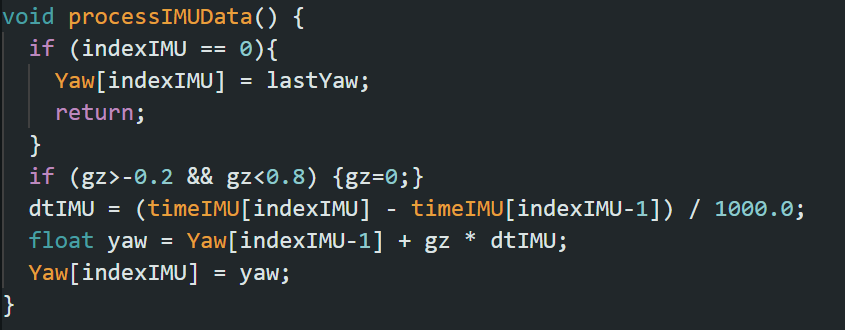 void processIMUData() {
  if (indexIMU == 0){
    Yaw[indexIMU] = lastYaw;
    return;
  }
  if (gz>-0.2 && gz<0.8) {gz=0;}
  dtIMU = (timeIMU[indexIMU] - timeIMU[indexIMU-1]) / 1000.0;
  float yaw = Yaw[indexIMU-1] + gz * dtIMU;
  Yaw[indexIMU] = yaw;
}